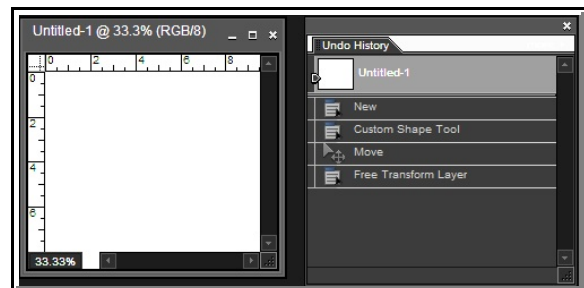 Untitled-1 @ 33.3% (RGB/8)
0 2 4 6 8
0
2
4
6
33.33%
Undo History
Untitled-1
New
Custom Shape Tool
Move
Free Transform Layer